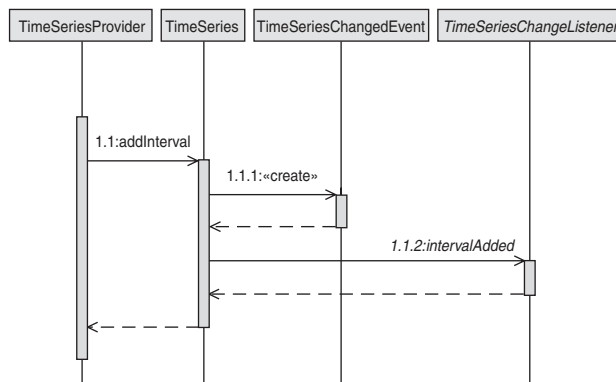 TimeSeriesProvider
TimeSeries
TimeSeriesChangedEvent
TimeSeriesChangeListener
1.1:addInterval
1.1.1:«create»
1.1.2:intervalAdded